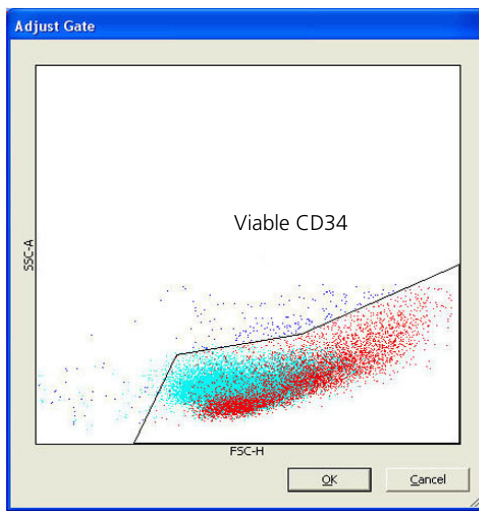 Adjust Gate
Viable CD34
SSC-A
FSC-H
OK
Cancel